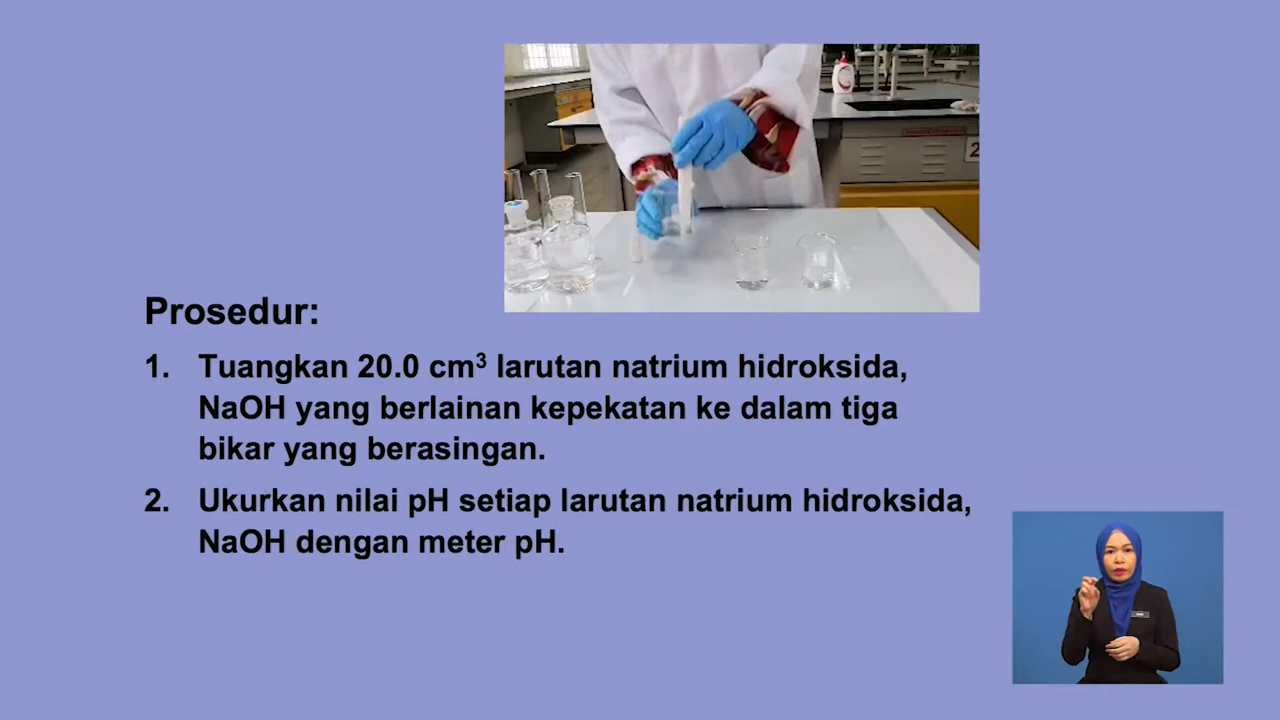 Prosedur:
1. Tuangkan 20.0 cm³ larutan natrium hidroksida,
NaOH yang berlainan kepekatan ke dalam tiga
bikar yang berasingan.
2. Ukurkan nilai pH setiap larutan natrium hidroksida,
NaOH dengan meter pH.
2